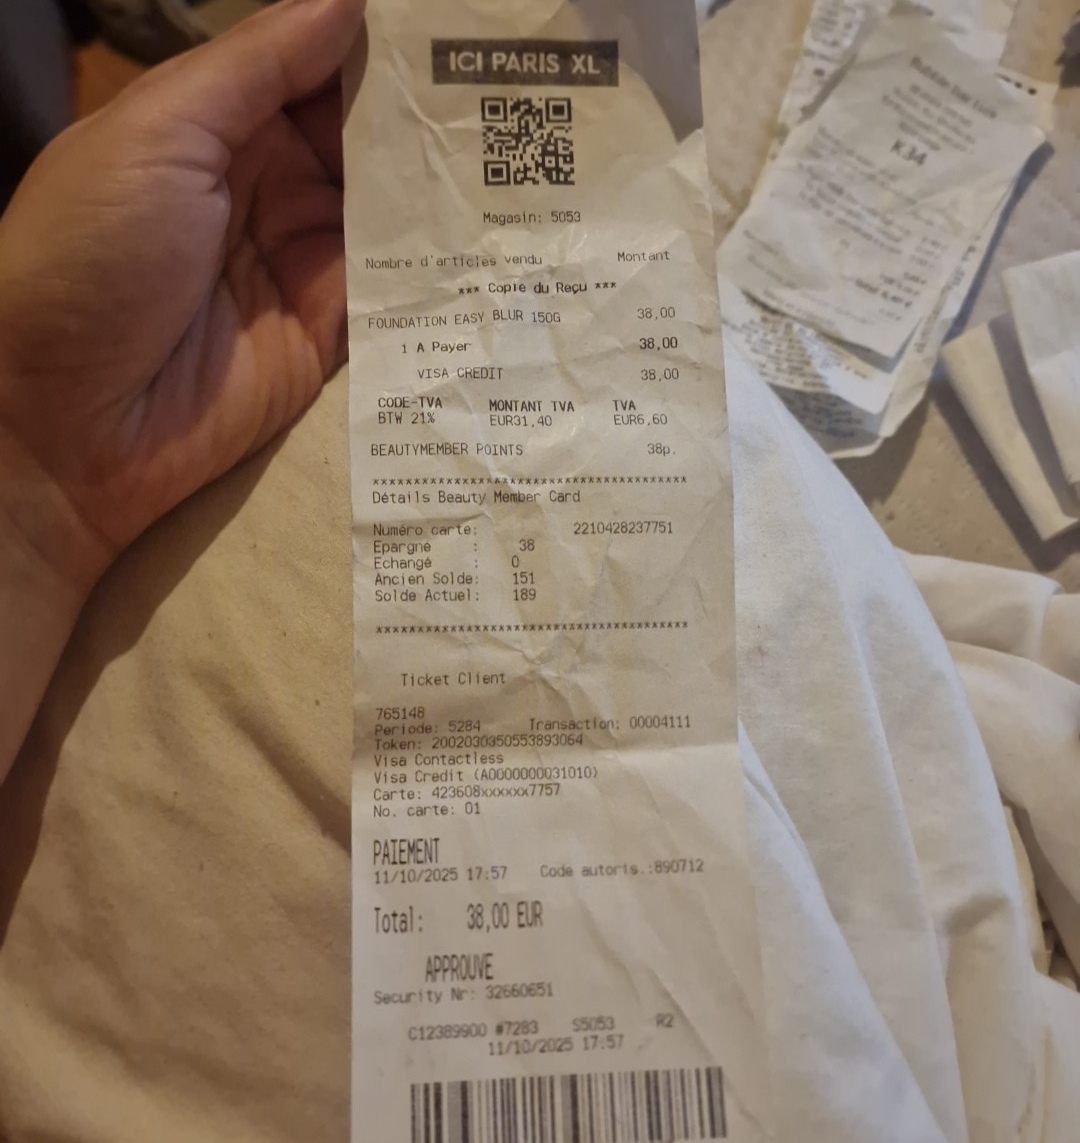 ICI PARIS XL
Magasin: 5053
Nombre d'articles vendu Montant
*** Copie du Reçu ***
FOUNDATION EASY BLUR 150G 38,00
1 A Payer 38,00
VISA CREDIT 38,00
CODE-TVA MONTANT TVA TVA
BTW 21% EUR31,40 EUR6,60
BEAUTYMEMBER POINTS 38p.
****************************************
Détails Beauty Member Card
Numéro carte: 2210428237751
Epargne : 38
Echangé : 0
Ancien Solde: 151
Solde Actuel: 189
****************************************
Ticket Client
765148
Periode: 5284 Transaction: 00004111
Token: 2002030350553893064
Visa Contactless
Visa Credit (A0000000031010)
Carte: 423608xxxxxx7757
No. carte: 01
PAIEMENT
11/10/2025 17:57 Code autoris.:890712
Total: 38,00 EUR
APPROUVE
Security Nr: 32660651
C12389900 #7283 S5053 R2
11/10/2025 17:57
K34